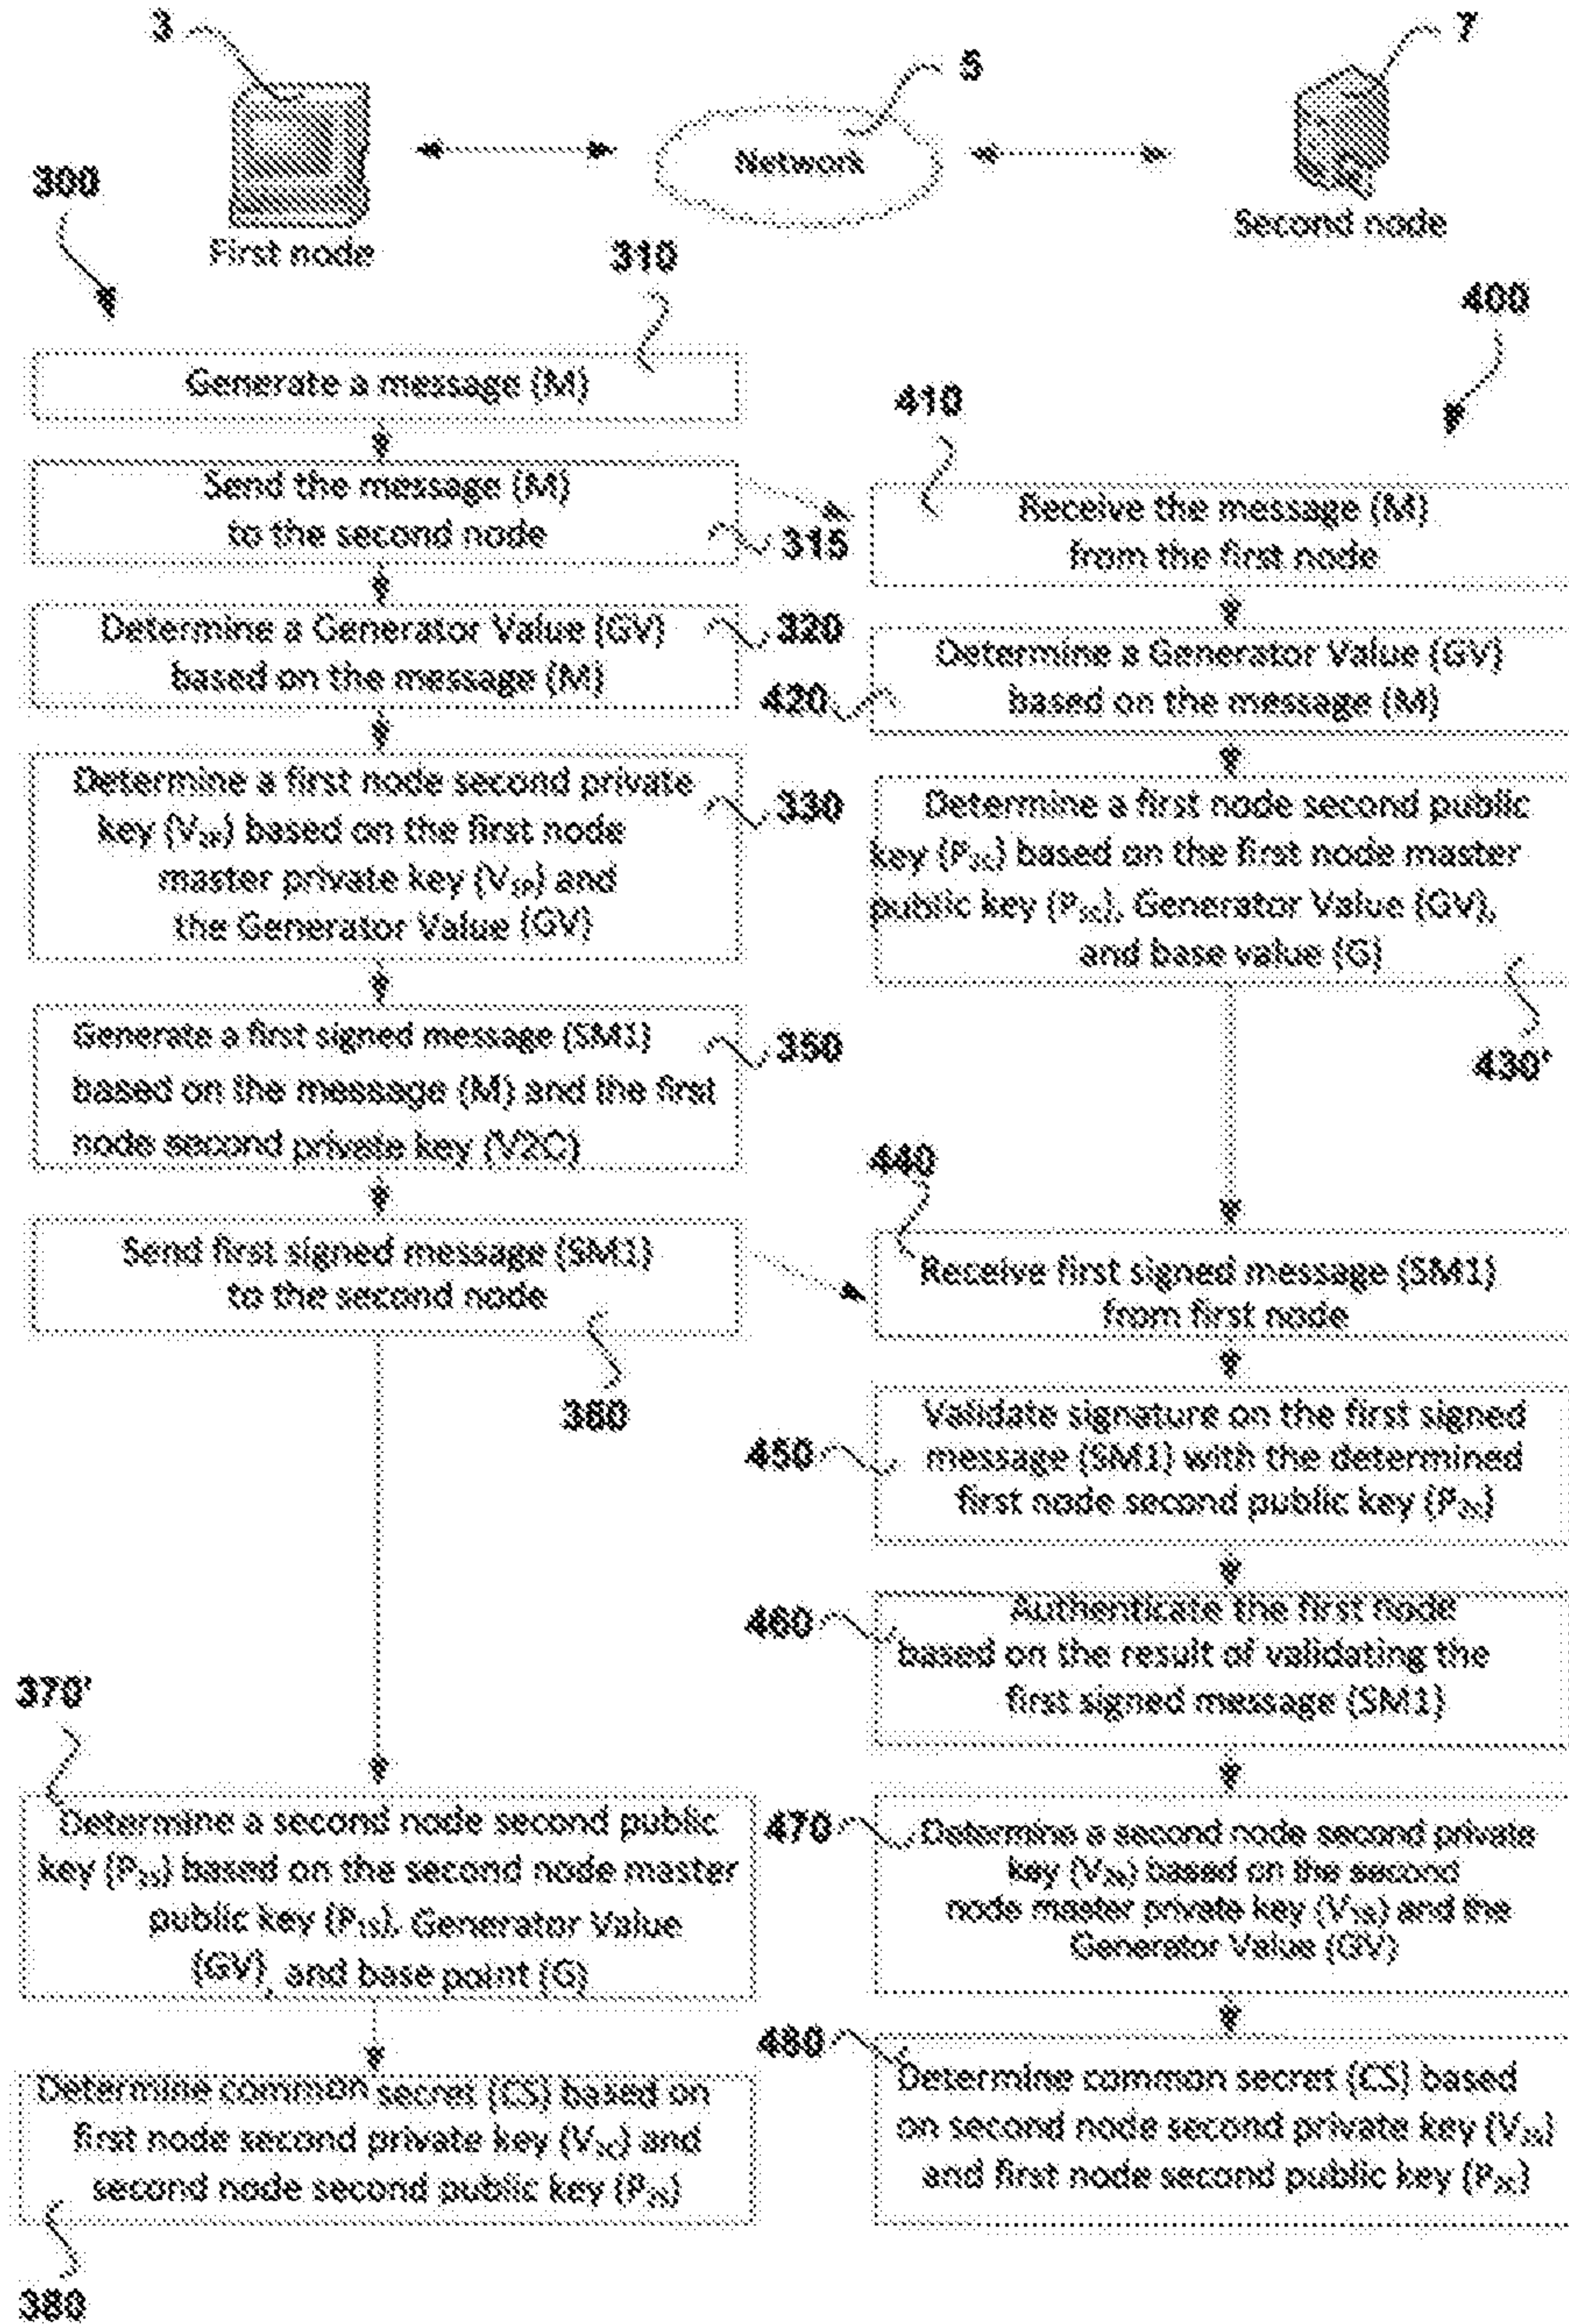 3
5
7
Network
300
First node
Second node
310
400
Generate a message (M)
410
Send the message (M)
to the second node
315
Receive the message (M)
from the first node
Determine a Generator Value (GV)
based on the message (M)
320
420
Determine a Generator Value (GV)
based on the message (M)
Determine a first node second private
key based on the first node
master private key and
the Generator Value (GV)
330
Determine a first node second public
key based on the first node master
public key Generator Value (GV),
and base value (G)
430'
Generate a first signed message (SM1)
based on the message (M) and the first
node second private key (V2C)
350
440
Send first signed message (SM1)
to the second node
360
Receive first signed message (SM1)
from first node
450
Validate signature on the first signed
message (SM1) with the determined
first node second public key
460
Authenticate the first node
based on the result of validating the
first signed message (SM1)
370'
Determine a second node second public
key based on the second node master
public key (P1S), Generator Value
(GV), and base point (G)
470
Determine a second node second private
key based on the second
node master private key and the
Generator Value (GV)
380
Determine common secret (CS) based on
first node second private key and
second node second public key
480
Determine common secret (CS) based
on second node second private key
and first node second public key